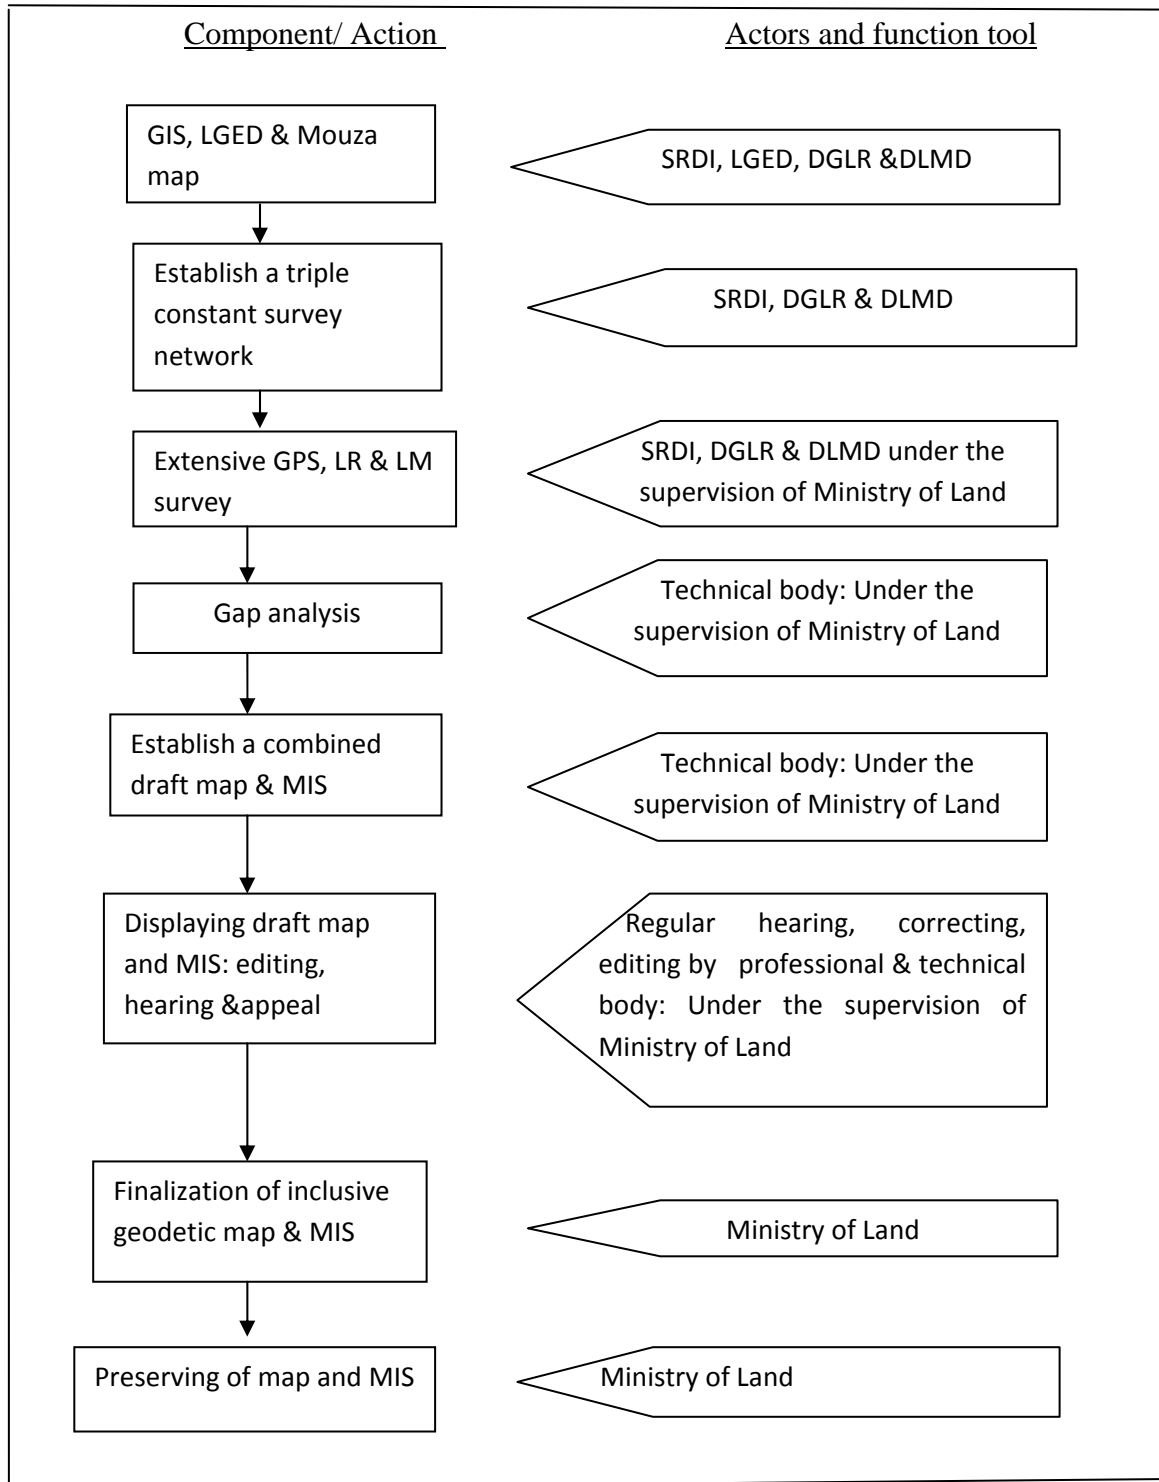 Component/ Action
Actors and function tool
GIS, LGED & Mouza
map
SRDI, LGED, DGLR &DLMD
Establish a triple
constant survey
network
SRDI, DGLR & DLMD
Extensive GPS, LR & LM
survey
SRDI, DGLR & DLMD under the
supervision of Ministry of Land
Gap analysis
Technical body: Under the
supervision of Ministry of Land
Establish a combined
draft map & MIS
Technical body: Under the
supervision of Ministry of Land
Displaying draft map
and MIS: editing,
hearing &appeal
Regular hearing, correcting,
editing by professional & technical
body: Under the supervision of
Ministry of Land
Finalization of inclusive
geodetic map & MIS
Ministry of Land
Preserving of map and MIS
Ministry of Land